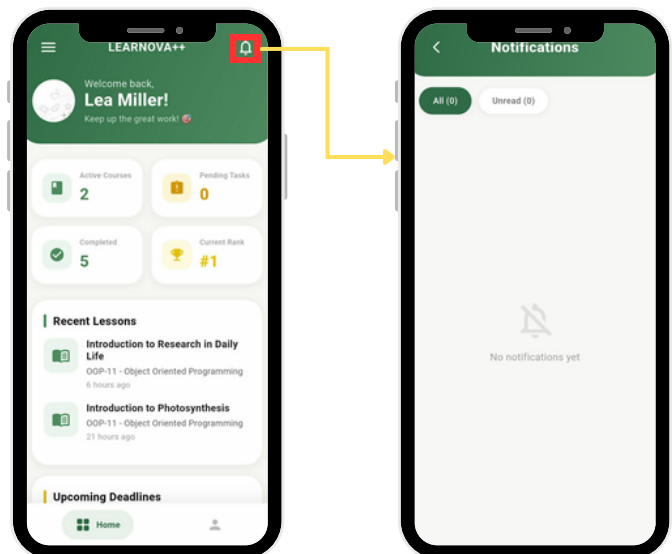 LEARNOVA++
Welcome back,
Lea Miller!
Keep up the great work! 🎯
Active Courses
2
Pending Tasks
0
Completed
5
Current Rank
#1
Recent Lessons
Introduction to Research in Daily
Life
OOP-11 - Object Oriented Programming
6 hours ago
Introduction to Photosynthesis
OOP-11 - Object Oriented Programming
21 hours ago
Upcoming Deadlines
Home
Notifications
All (0)
Unread (0)
No notifications yet